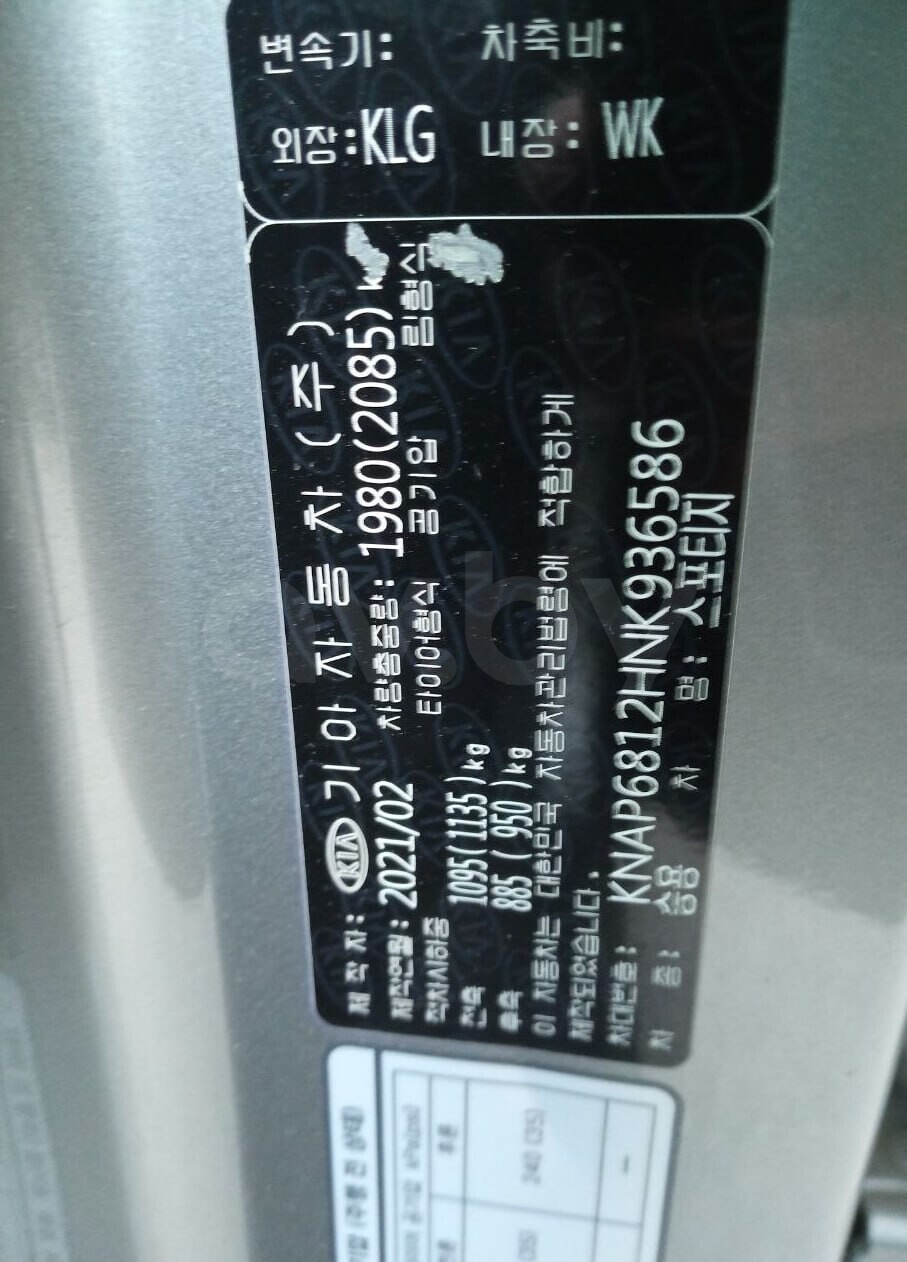 변속기: 차축비:
외장:KLG 내장: WK
제 작 자: KIA 기 아 자 동 차 ( 주 )
제작연월: 2021/02 차량총중량: 1980(2085)
적차시하중 타이어형식 공기압 림형식
전축 1095(1135)kg
후축 885 ( 950 )kg
이 자동차는 대한민국 자동차관리법령에 적합하게
제작되었습니다.
차대번호: KNAP6812HNK936586
차 종: 승용 차 명: 스포티지
240 (35)
-
av.by